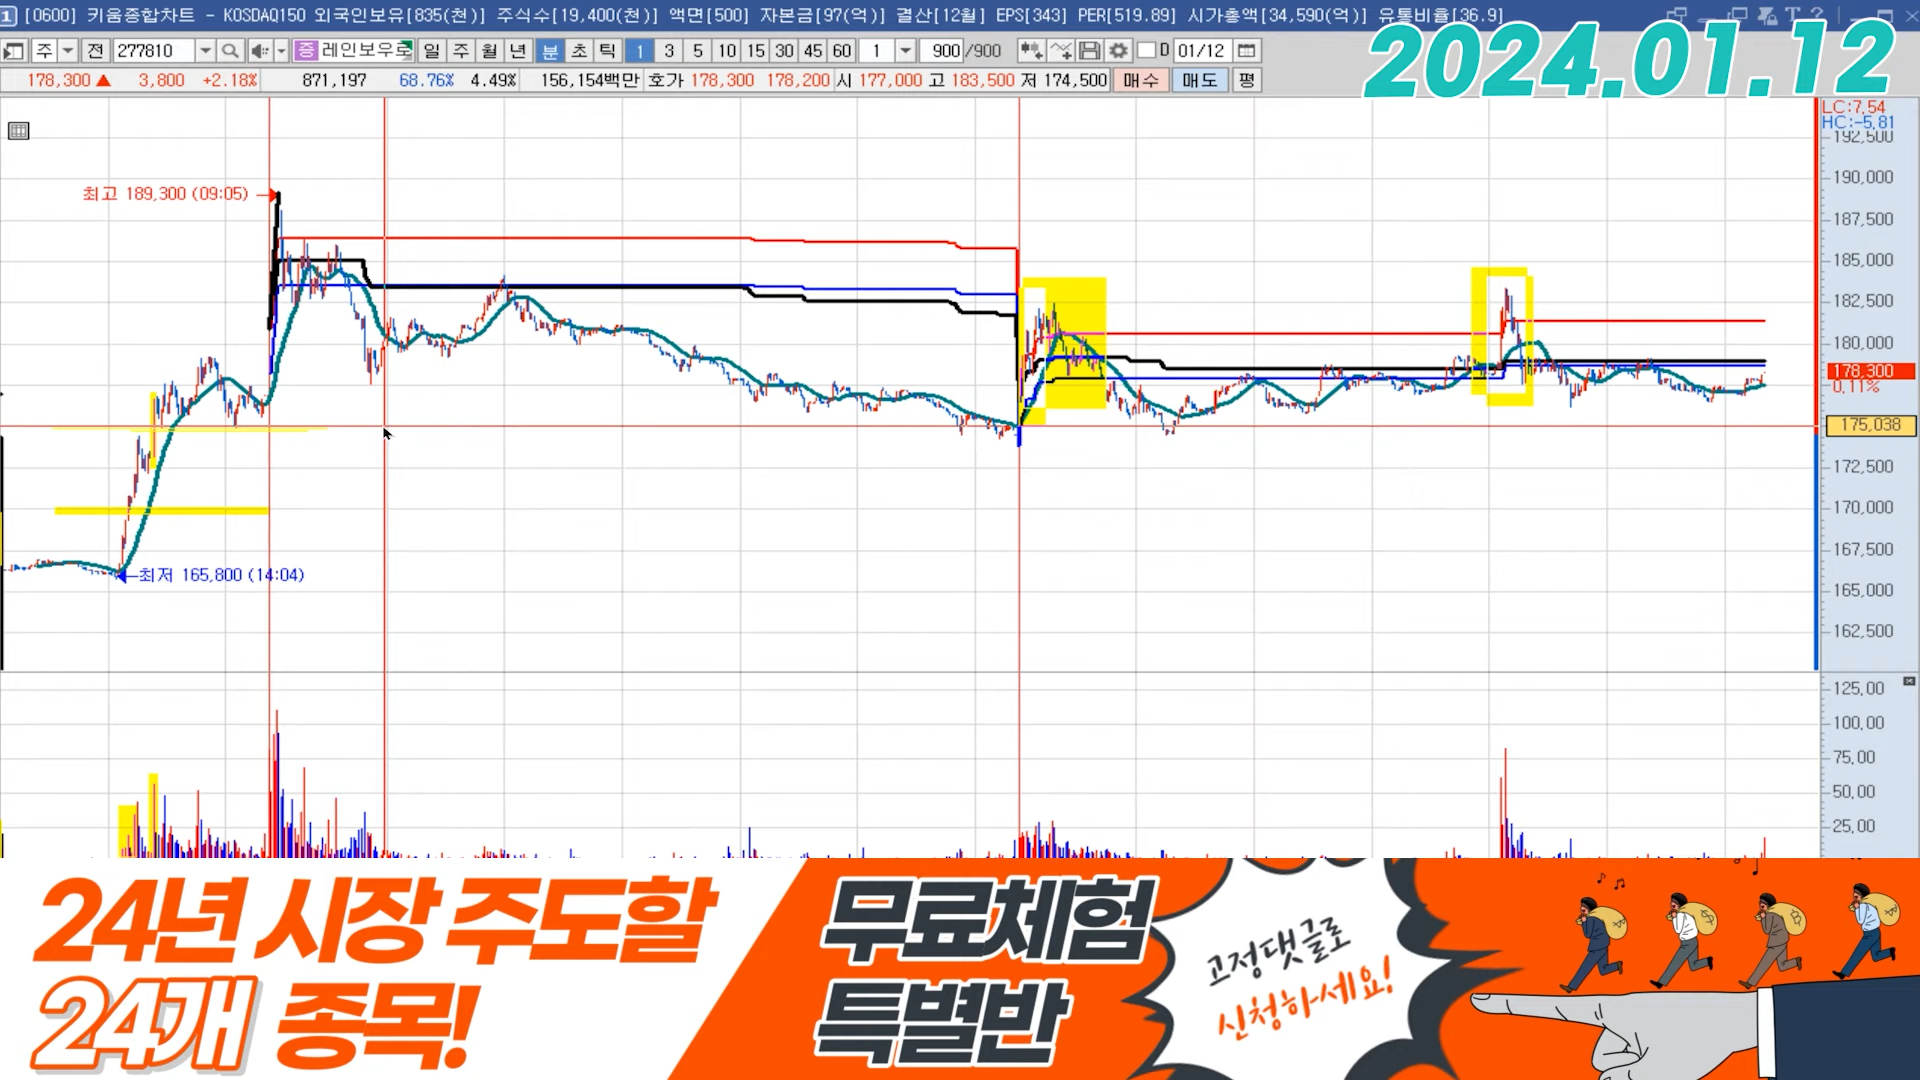 1 [0600] 키움종합차트 - KOSDAQ150 외국인보유[835(천)] 주식수[19,400(천)] 액면[500] 자본금[97(억)] 결산[12월] EPS[343] PER[519.89] 시가총액[34,590(억)] 유통비율[36.9]
주 전 277810 증 레인보우로 일 주 월 년 분 초 틱 1 3 5 10 15 30 45 60 1 900 /900 D 01/12
2024.01.12
178,300 ▲ 3,800 +2.18% 871,197 68.76% 4.49% 156,154백만 호가 178,300 178,200 시 177,000 고 183,500 저 174,500 매수 매도 평
LC:7.54
HC:-5.81
192,500
190,000
최고 189,300 (09:05)
187,500
185,000
182,500
180,000
178,300
0.11%
175,038
172,500
170,000
167,500
최저 165,800 (14:04)
165,000
162,500
125.00
100.00
75.00
50.00
25.00
24년 시장 주도할
24개 종목!
무료체험
특별반
고정댓글로
신청하세요!